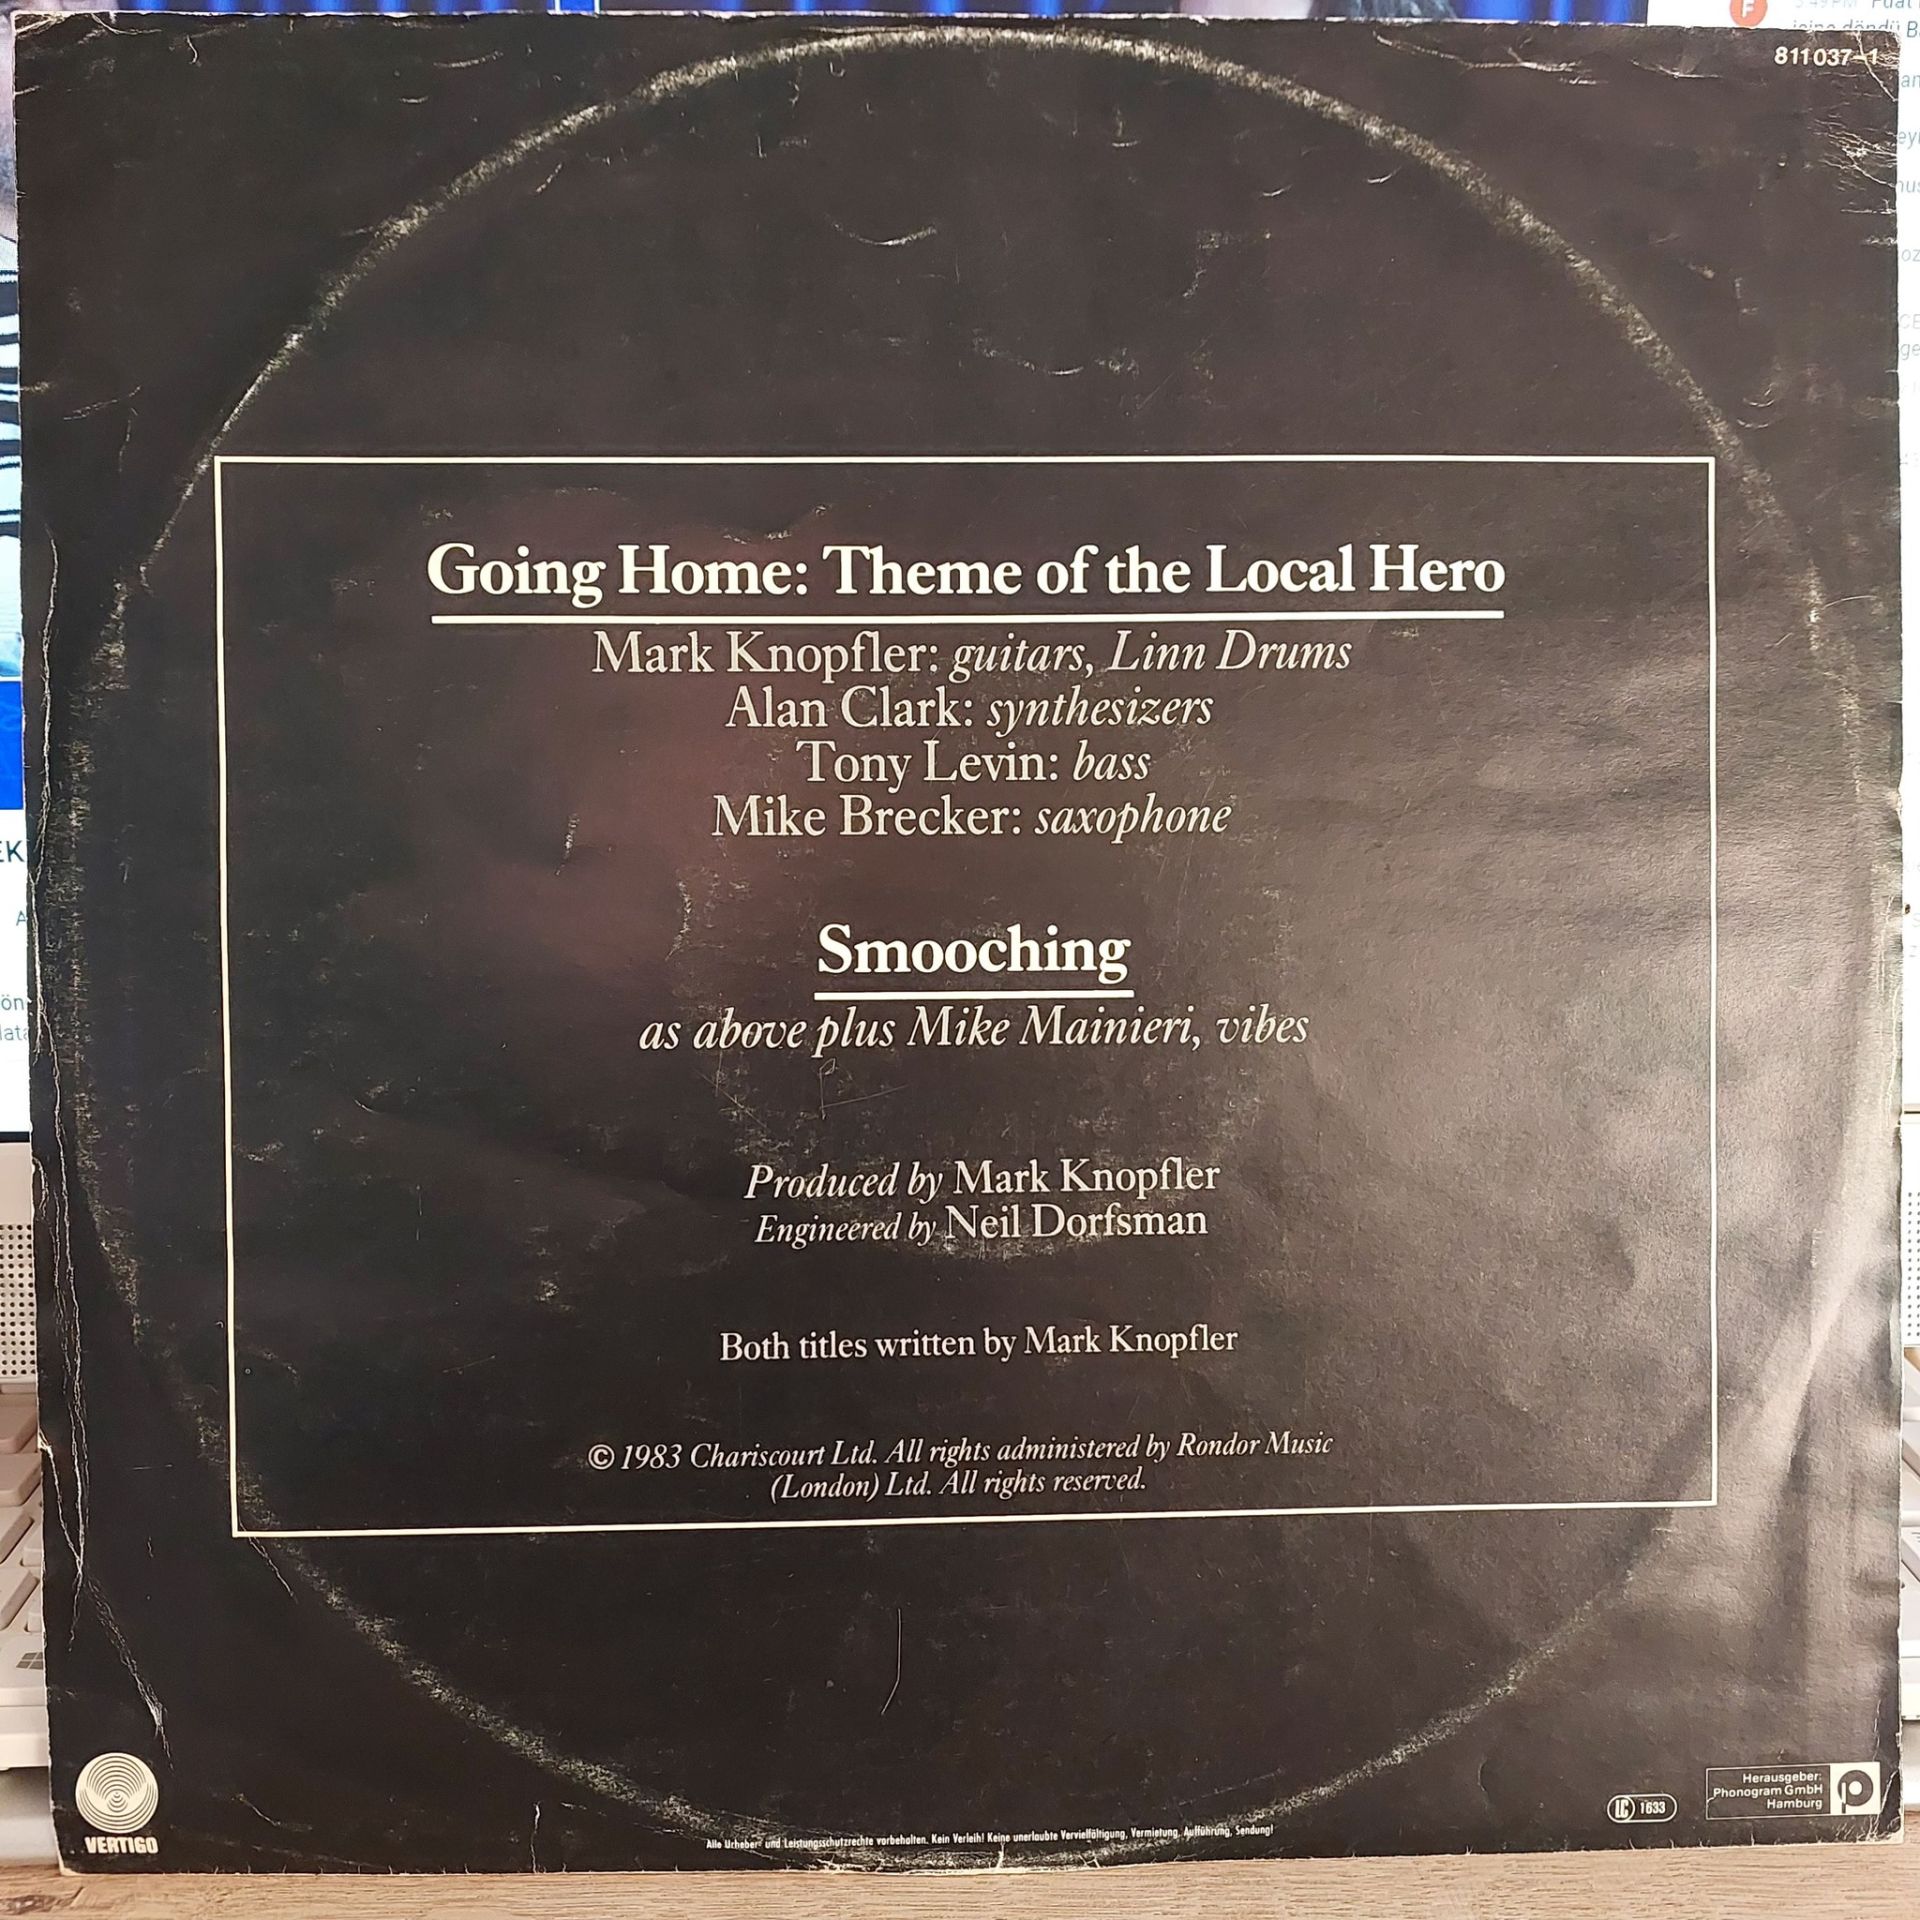 811 037-1
Going Home: Theme of the Local Hero
Mark Knopfler: guitars, Linn Drums
Alan Clark: synthesizers
Tony Levin: bass
Mike Brecker: saxophone
Smooching
as above plus Mike Mainieri, vibes
Produced by Mark Knopfler
Engineered by Neil Dorfsman
Both titles written by Mark Knopfler
© 1983 Chariscourt Ltd. All rights administered by Rondor Music
(London) Ltd. All rights reserved.
VERTIGO
Alle Urheber- und Leistungsschutzrechte vorbehalten. Kein Verleih! Keine unerlaubte Vervielfältigung, Vermietung, Aufführung, Sendung!
LC 1633
Herausgeber:
Phonogram GmbH
Hamburg